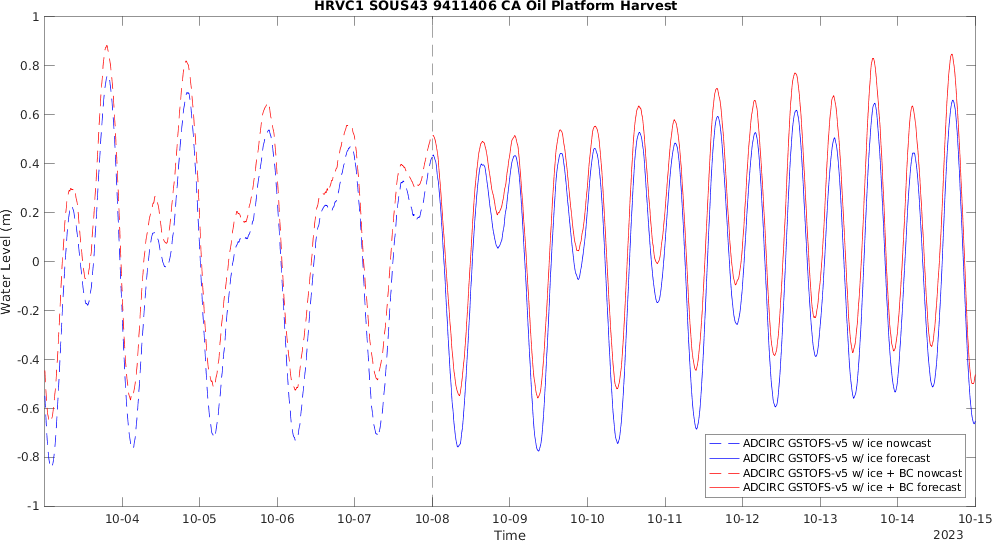 HRVC1 SOUS43 9411406 CA Oil Platform Harvest
Water Level (m)
1
0.8
0.6
0.4
0.2
0
-0.2
-0.4
-0.6
-0.8
-1
ADCIRC GSTOFS-v5 w/ ice nowcast
ADCIRC GSTOFS-v5 w/ ice forecast
ADCIRC GSTOFS-v5 w/ ice + BC nowcast
ADCIRC GSTOFS-v5 w/ ice + BC forecast
10-04 10-05 10-06 10-07 10-08 10-09 10-10 10-11 10-12 10-13 10-14 10-15
Time
2023